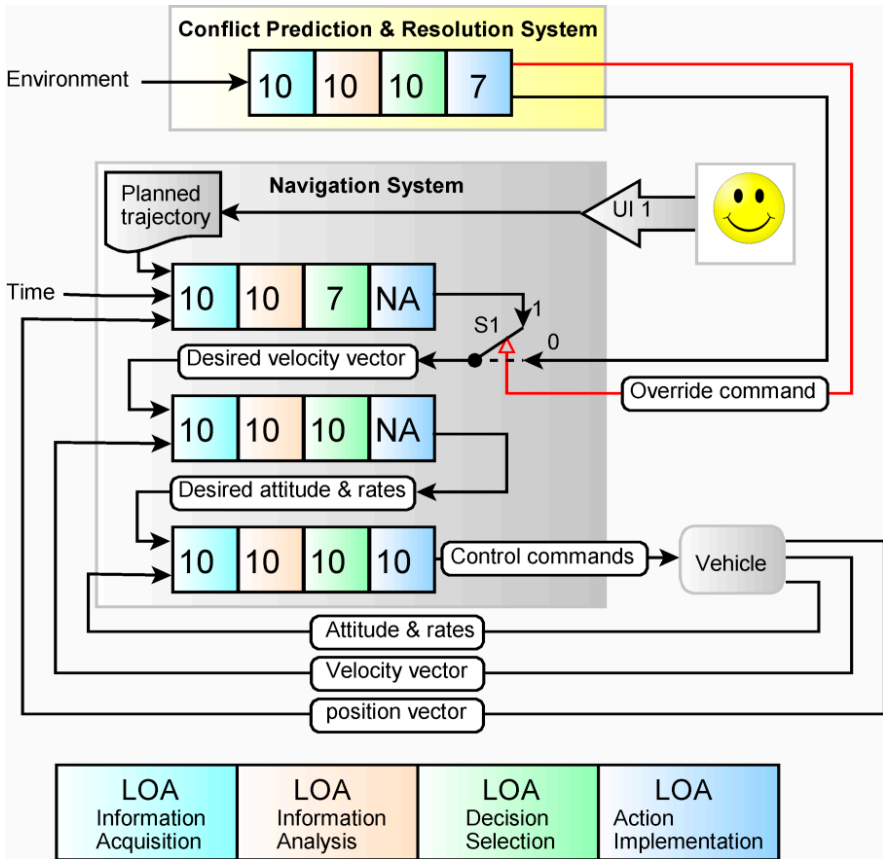 Conflict Prediction & Resolution System
Environment
10 10 10 7
Navigation System
Planned
trajectory
UI 1
Time
10 10 7 NA
S1
1
0
Desired velocity vector
Override command
10 10 10 NA
Desired attitude & rates
10 10 10 10
Control commands
Vehicle
Attitude & rates
Velocity vector
position vector
LOA
Information
Acquisition
LOA
Information
Analysis
LOA
Decision
Selection
LOA
Action
Implementation